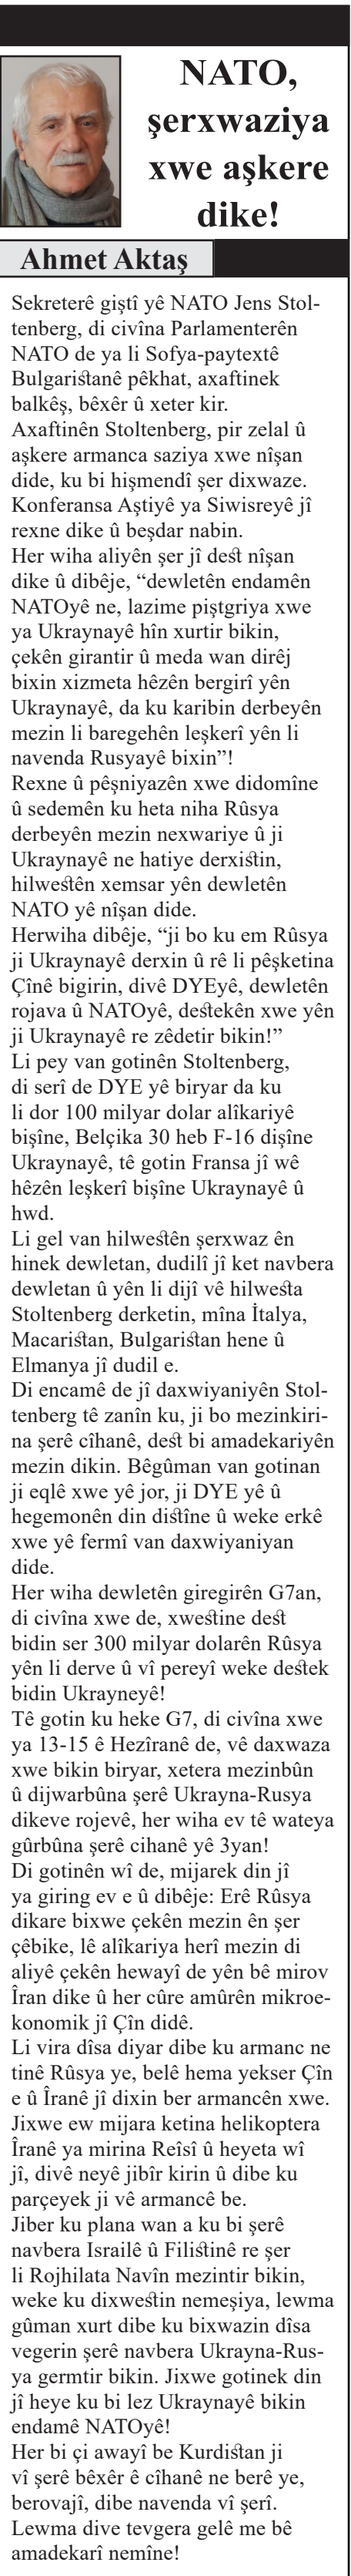 NATO,
şerxwaziya
xwe aşkere
dike!
Ahmet Aktaş
Sekreterê giştî yê NATO Jens Stol-
tenberg, di civîna Parlamenterên
NATO de ya li Sofya-paytextê
Bulgaristanê pêkhat, axaftinek
balkêş, bêxêr û xeter kir.
Axaftinên Stoltenberg, pir zelal û
aşkere armanca saziya xwe nîşan
dide, ku bi hişmendî şer dixwaze.
Konferansa Aştiyê ya Siwisreyê jî
rexne dike û beşdar nabin.
Her wiha aliyên şer jî dest nîşan
dike û dibêje, “dewletên endamên
NATOyê ne, lazime piştgriya xwe
ya Ukraynayê hîn xurtir bikin,
çekên girantir û meda wan dirêj
bixin xizmeta hêzên bergirî yên
Ukraynayê, da ku karibin derbeyên
mezin li baregehên leşkerî yên li
navenda Rusyayê bixin”!
Rexne û pêşniyazên xwe didomîne
û sedemên ku heta niha Rûsya
derbeyên mezin nexwariye û ji
Ukraynayê ne hatiye derxistin,
hilwestên xemsar yên dewletên
NATO yê nîşan dide.
Herwiha dibêje, “ji bo ku em Rûsya
ji Ukraynayê derxin û rê li pêşketina
Çînê bigirin, divê DYEyê, dewletên
rojava û NATOyê, destekên xwe yên
ji Ukraynayê re zêdetir bikin!”
Li pey van gotinên Stoltenberg,
di serî de DYE yê biryar da ku
li dor 100 milyar dolar alîkariyê
bişîne, Belçika 30 heb F-16 dişîne
Ukraynayê, tê gotin Fransa jî wê
hêzên leşkerî bişîne Ukraynayê û
hwd.
Li gel van hilwestên şerxwaz ên
hinek dewletan, dudilî jî ket navbera
dewletan û yên li dijî vê hilwesta
Stoltenberg derketin, mîna İtalya,
Macaristan, Bulgaristan hene û
Elmanya jî dudil e.
Di encamê de jî daxwiyaniyên Stol-
tenberg tê zanîn ku, ji bo mezinkiri-
na şerê cîhanê, dest bi amadekariyên
mezin dikin. Bêgûman van gotinan
ji eqlê xwe yê jor, ji DYE yê û
hegemonên din distîne û weke erkê
xwe yê fermî van daxwiyaniyan
dide.
Her wiha dewletên giregirên G7an,
di civîna xwe de, xwestine dest
bidin ser 300 milyar dolarên Rûsya
yên li derve û vî pereyî weke destek
bidin Ukrayneyê!
Tê gotin ku heke G7, di civîna xwe
ya 13-15 ê Hezîranê de, vê daxwaza
xwe bikin biryar, xetera mezinbûn
û dijwarbûna şerê Ukrayna-Rusya
dikeve rojevê, her wiha ev tê wateya
gûrbûna şerê cihanê yê 3yan!
Di gotinên wî de, mijarek din jî
ya giring ev e û dibêje: Erê Rûsya
dikare bixwe çekên mezin ên şer
çêbike, lê alîkariya herî mezin di
aliyê çekên hewayî de yên bê mirov
Îran dike û her cûre amûrên mikroe-
konomik jî Çîn didê.
Li vira dîsa diyar dibe ku armanc ne
tinê Rûsya ye, belê hema yekser Çîn
e û Îranê jî dixin ber armancên xwe.
Jixwe ew mijara ketina helikoptera
Îranê ya mirina Reîsî û heyeta wî
jî, divê neyê jibîr kirin û dibe ku
parçeyek ji vê armancê be.
Jiber ku plana wan a ku bi şerê
navbera Israilê û Filistinê re şer
li Rojhilata Navîn mezintir bikin,
weke ku dixwestin nemeşiya, lewma
gûman xurt dibe ku bixwazin dîsa
vegerin şerê navbera Ukrayna-Rus-
ya germtir bikin. Jixwe gotinek din
jî heye ku bi lez Ukraynayê bikin
endamê NATOyê!
Her bi çi awayî be Kurdistan ji
vî şerê bêxêr ê cîhanê ne berê ye,
berovajî, dibe navenda vî şerî.
Lewma dive tevgera gelê me bê
amadekarî nemîne!